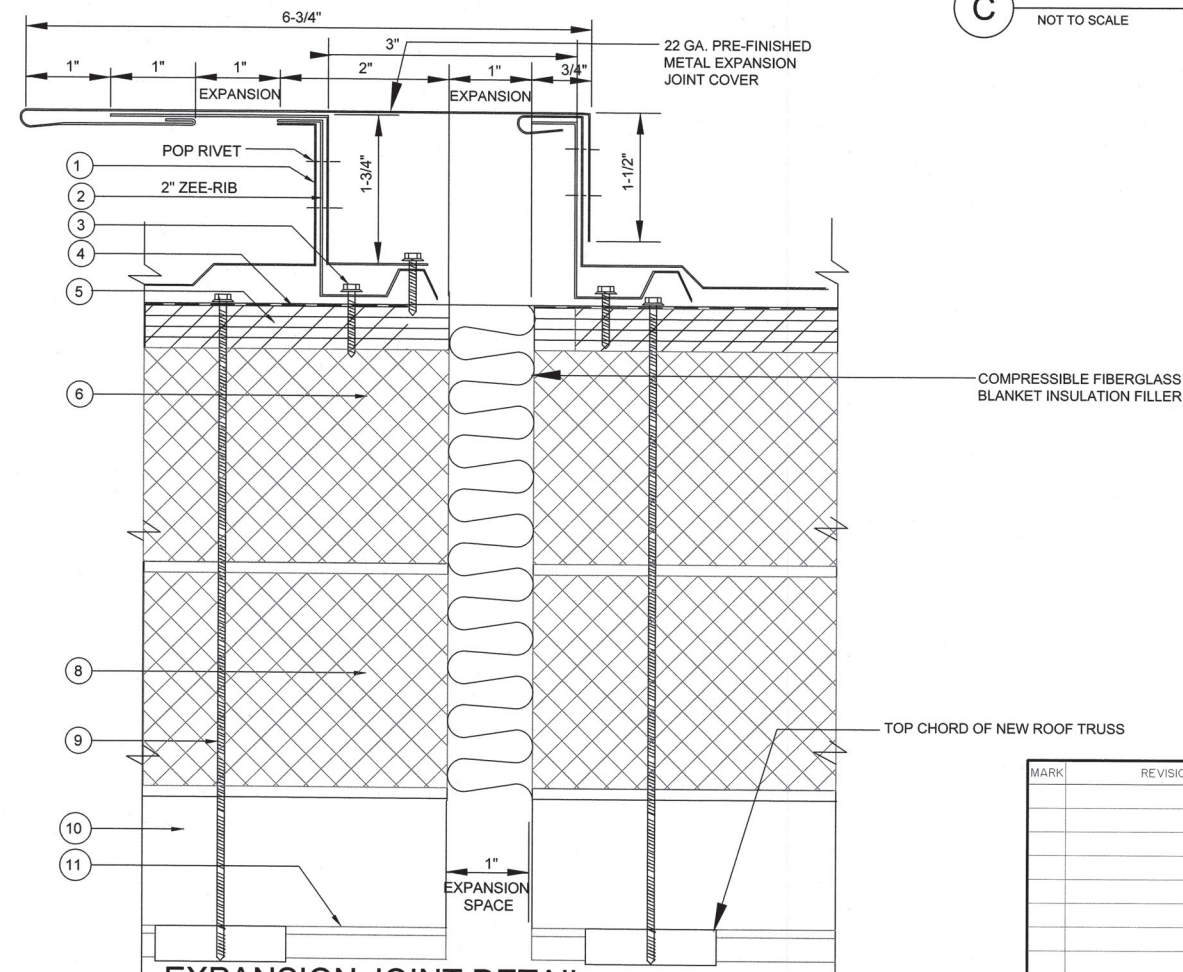 6-3/4"
C
NOT TO SCALE
3"
22 GA. PRE-FINISHED
METAL EXPANSION
JOINT COVER
1"
1"
1"
2"
1"
3/4"
EXPANSION
EXPANSION
POP RIVET
1
2" ZEE-RIB
2
1-3/4"
1-1/2"
3
4
5
6
COMPRESSIBLE FIBERGLASS
BLANKET INSULATION FILLER
8
9
TOP CHORD OF NEW ROOF TRUSS
MARK
10
11
1"
EXPANSION
SPACE